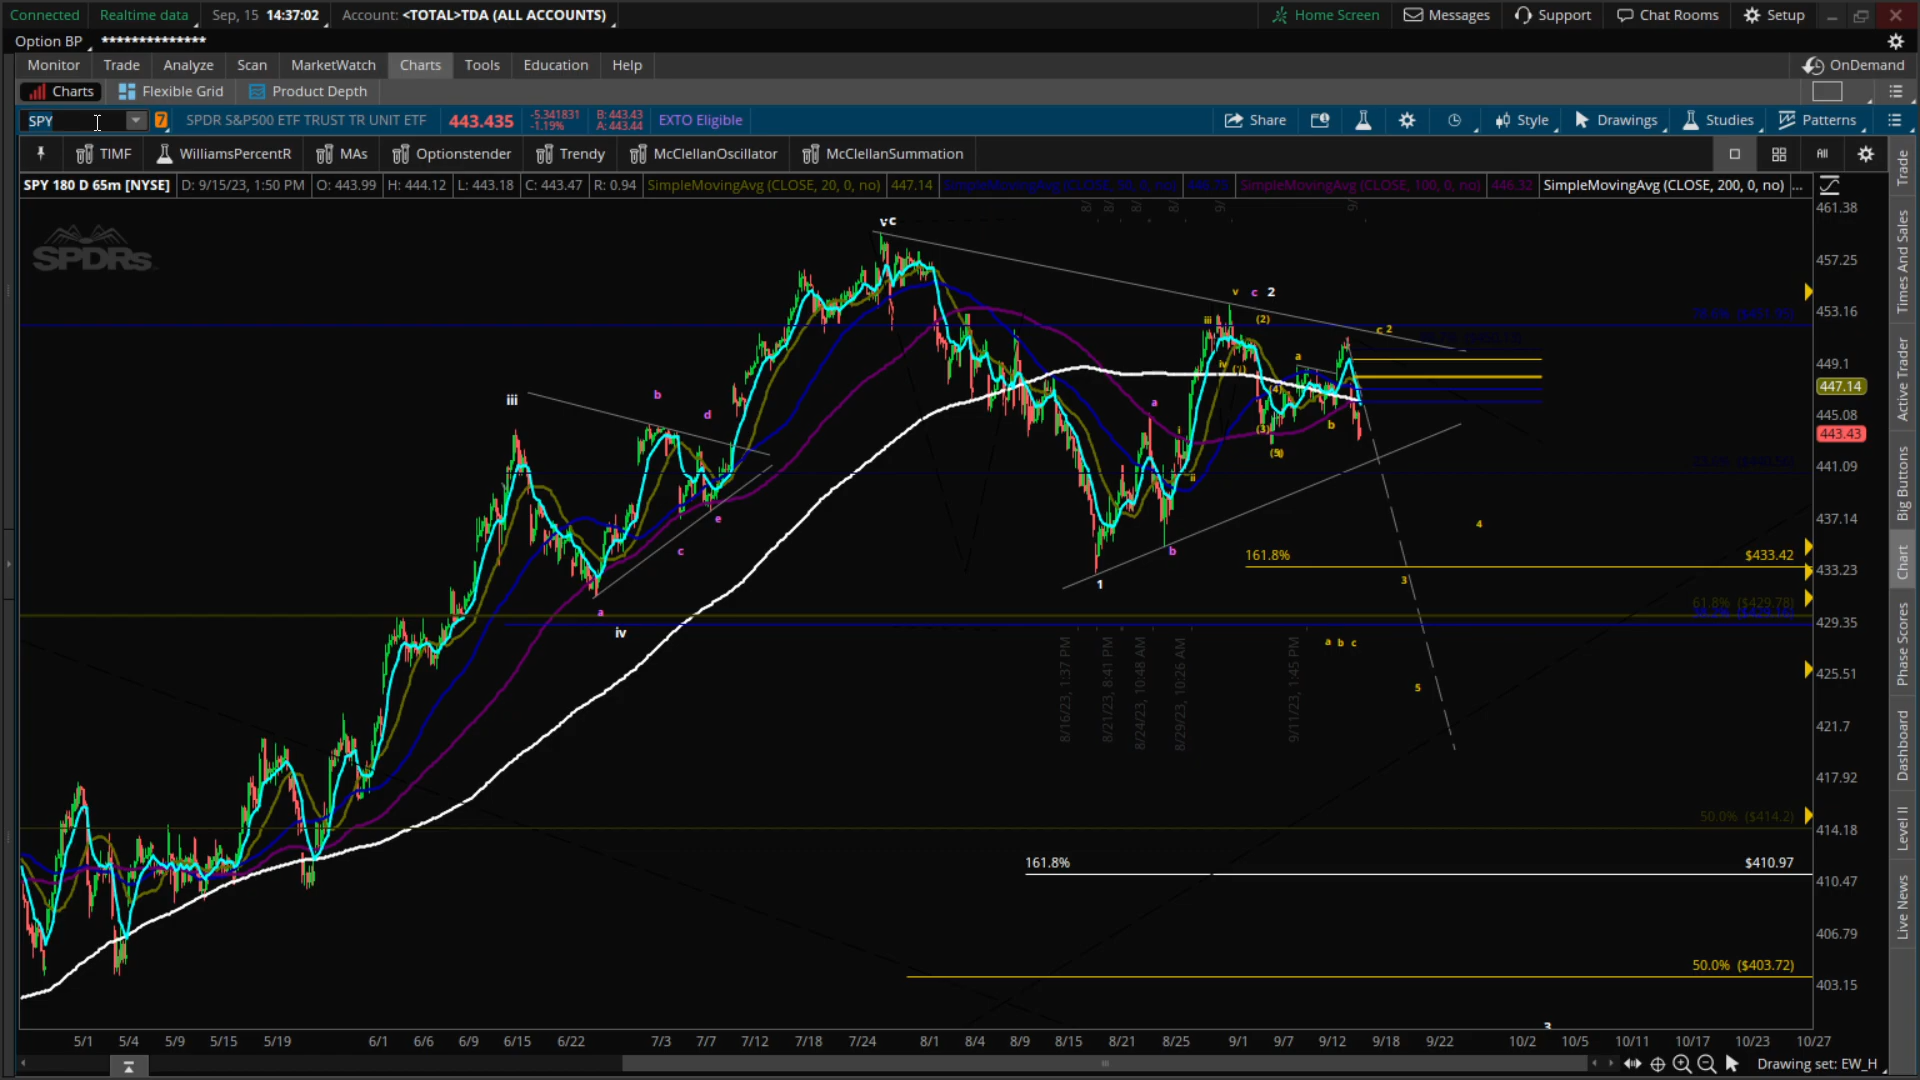 Connected Realtime data Sep, 15 14:37:02 Account: <TOTAL>TDA (ALL ACCOUNTS) Home Screen Messages Support Chat Rooms Setup
Option BP **************
Monitor Trade Analyze Scan MarketWatch Charts Tools Education Help OnDemand
Charts Flexible Grid Product Depth
SPY 7 SPDR S&P500 ETF TRUST TR UNIT ETF 443.435 -5.341831 -1.19% B: 443.43 A: 443.44 EXTO Eligible Share Style Drawings Studies Patterns
TIMF WilliamsPercentR MAs Optionstender Trendy McClellanOscillator McClellanSummation All
SPY 180 D 65m [NYSE] D: 9/15/23, 1:50 PM O: 443.99 H: 444.12 L: 443.18 C: 443.47 R: 0.94 SimpleMovingAvg (CLOSE, 20, 0, no) 447.14 SimpleMovingAvg (CLOSE, 100, 0, no) 446.32 SimpleMovingAvg (CLOSE, 200, 0, no) ...
SPDRs
461.38
457.25
453.16
449.1
447.14
445.08
443.43
441.09
437.14
433.23
429.35
425.51
421.7
417.92
414.18
410.47
406.79
403.15
v c
v c 2
iii (2)
c 2
iv
a
iii b
(4)
d
a
i (3) b
(5)
ii
e
c b
4
161.8% $433.42
1 3
a
61.8% ($429.78)
iv
a b c
5
8/16/23, 1:37 PM
8/21/23, 8:41 PM
8/24/23, 10:48 AM
8/29/23, 10:26 AM
9/11/23, 1:45 PM
50.0% ($414.2)
161.8% $410.97
50.0% ($403.72)
3
5/1 5/4 5/9 5/15 5/19 6/1 6/6 6/9 6/15 6/22 7/3 7/7 7/12 7/18 7/24 8/1 8/4 8/9 8/15 8/21 8/25 9/1 9/7 9/12 9/18 9/22 10/2 10/5 10/11 10/17 10/23 10/27
Drawing set: EW_H
Trade
Times And Sales
Active Trader
Big Buttons
Chart
Phase Scores
Dashboard
Level II
Live News